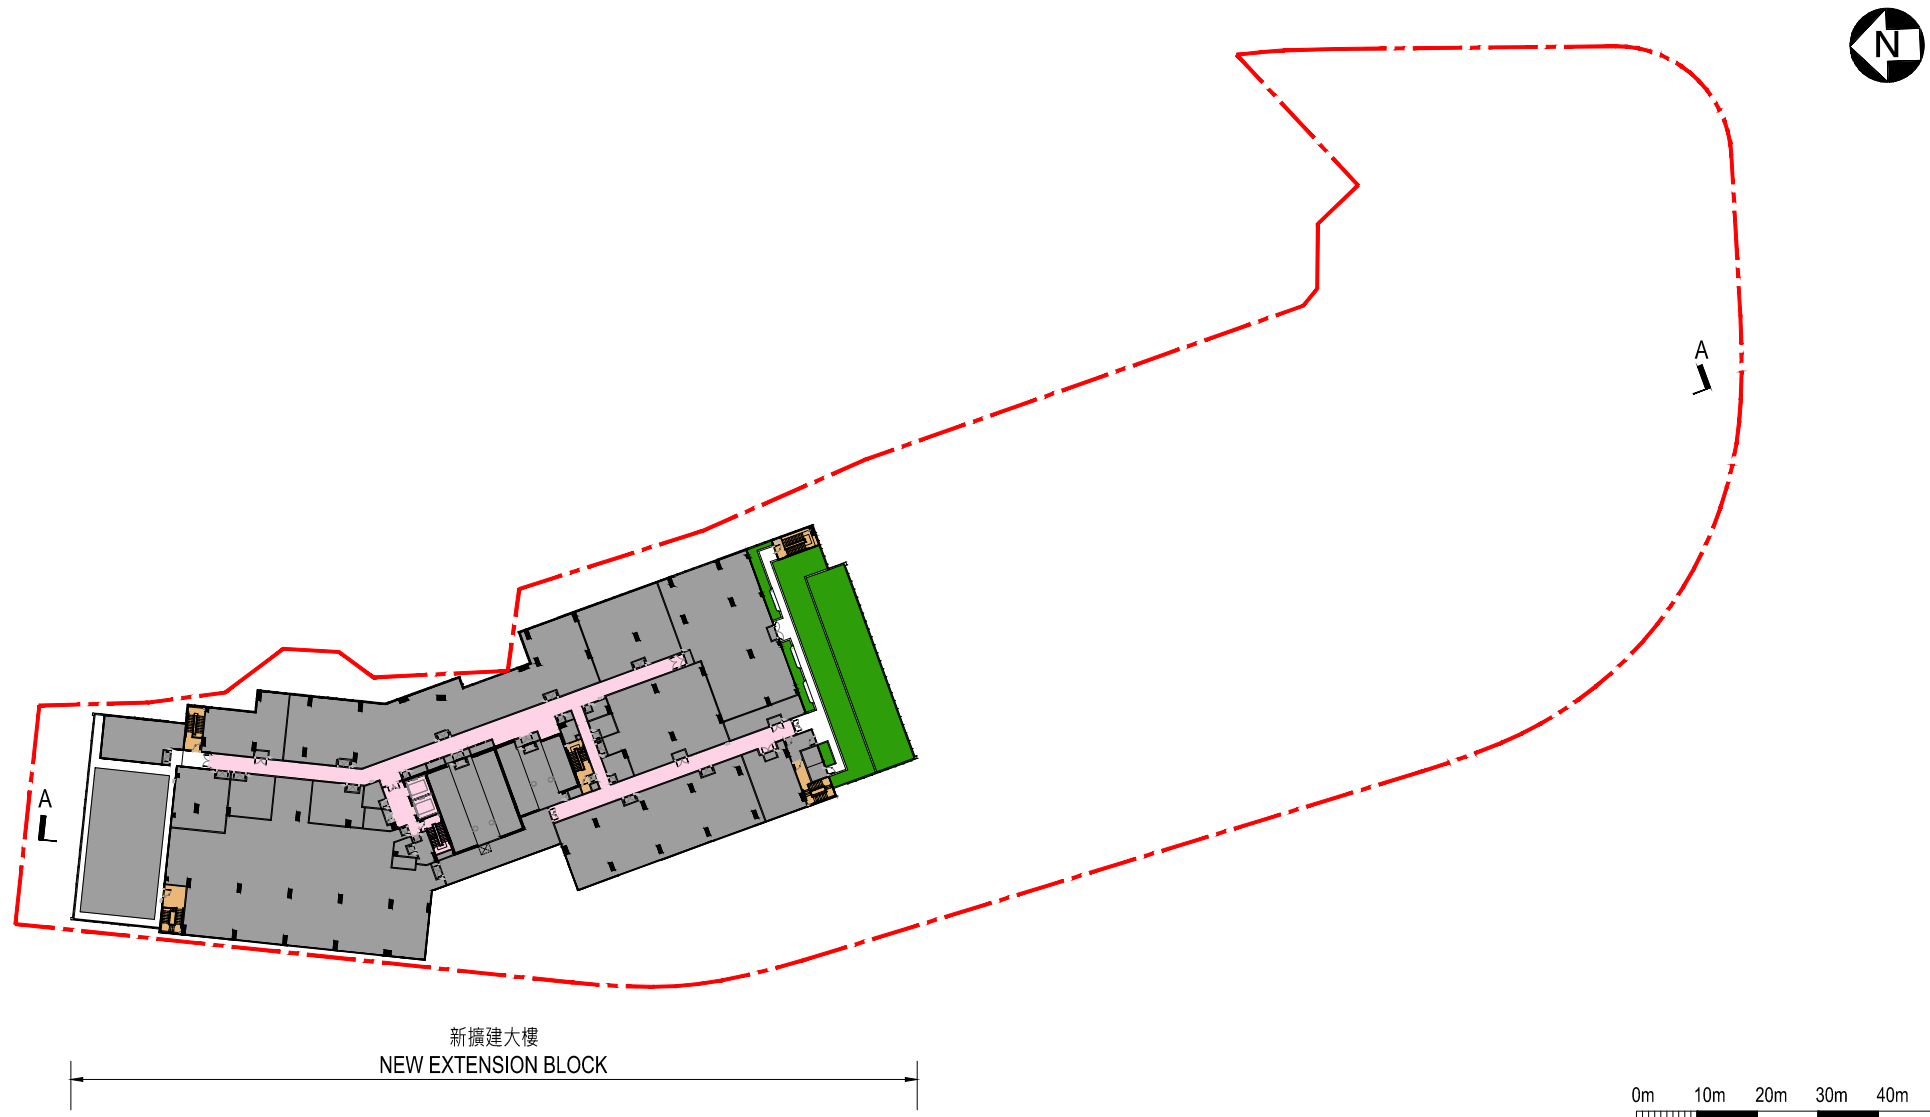 N
A
A
新擴建大樓
NEW EXTENSION BLOCK
0m 10m 20m 30m 40m